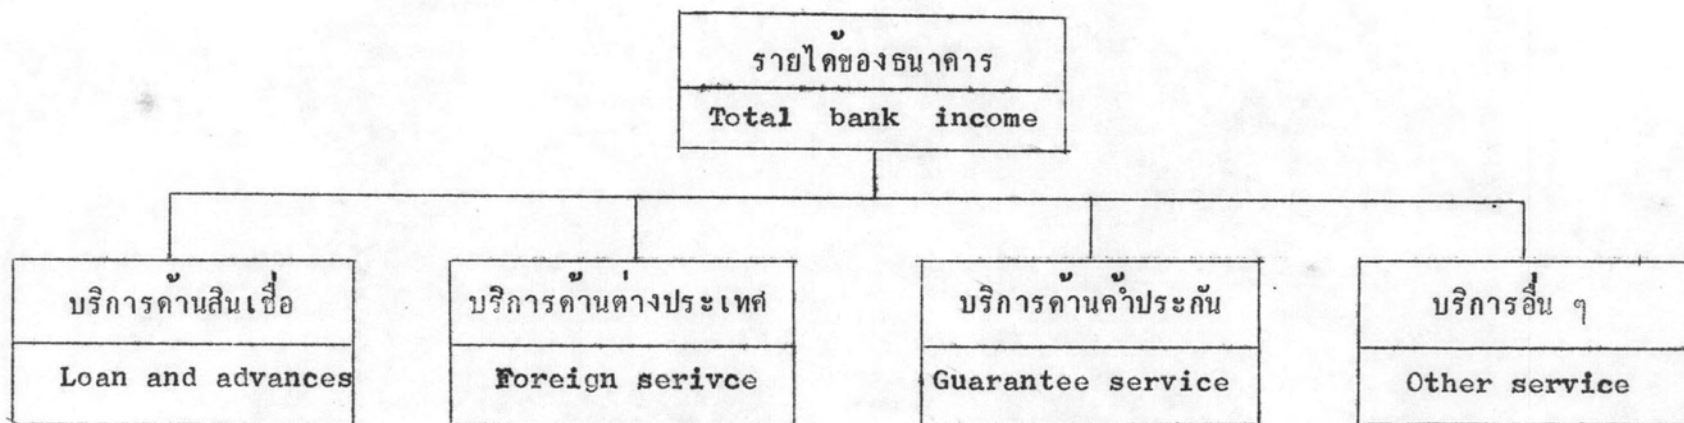 รายได้ของธนาคาร
Total bank income
บริการด้านสินเชื่อ
Loan and advances
บริการด้านต่างประเทศ
Foreign serivce
บริการด้านค้ำประกัน
Guarantee service
บริการอื่น ๆ
Other service